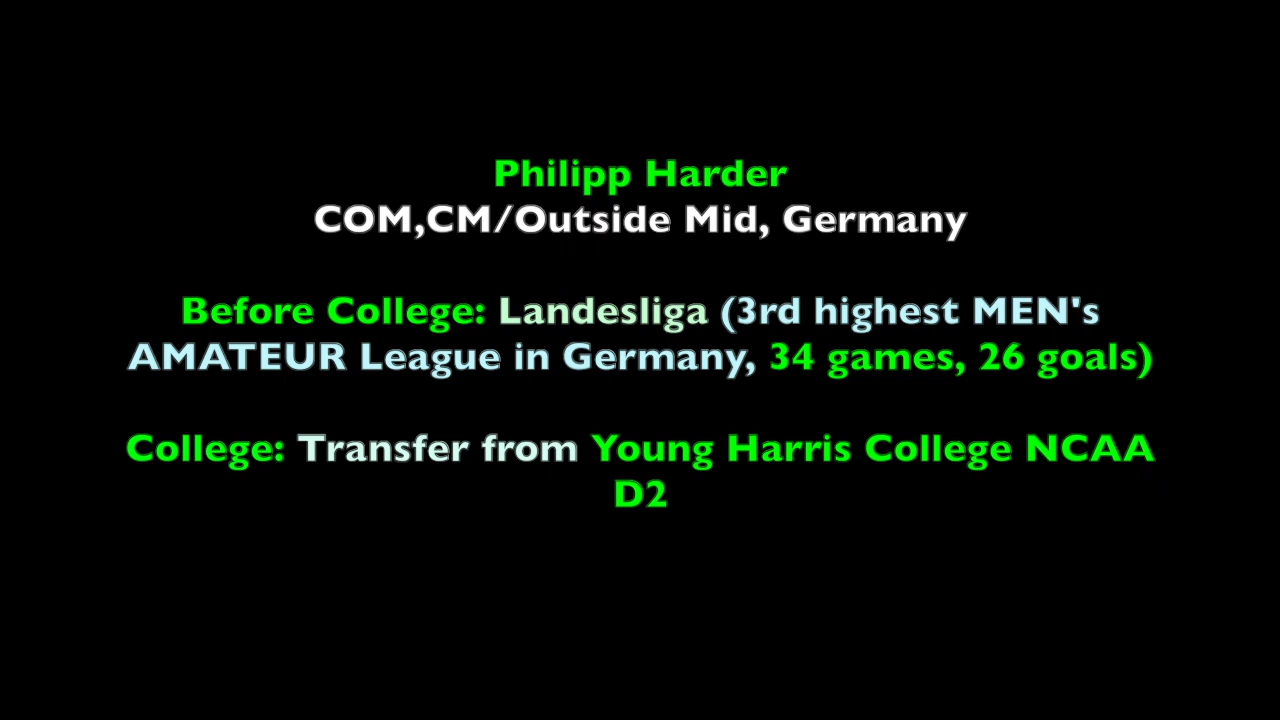 Philipp Harder
COM,CM/Outside Mid, Germany
Before College: Landesliga (3rd highest MEN's
AMATEUR League in Germany, 34 games, 26 goals)
College: Transfer from Young Harris College NCAA
D2